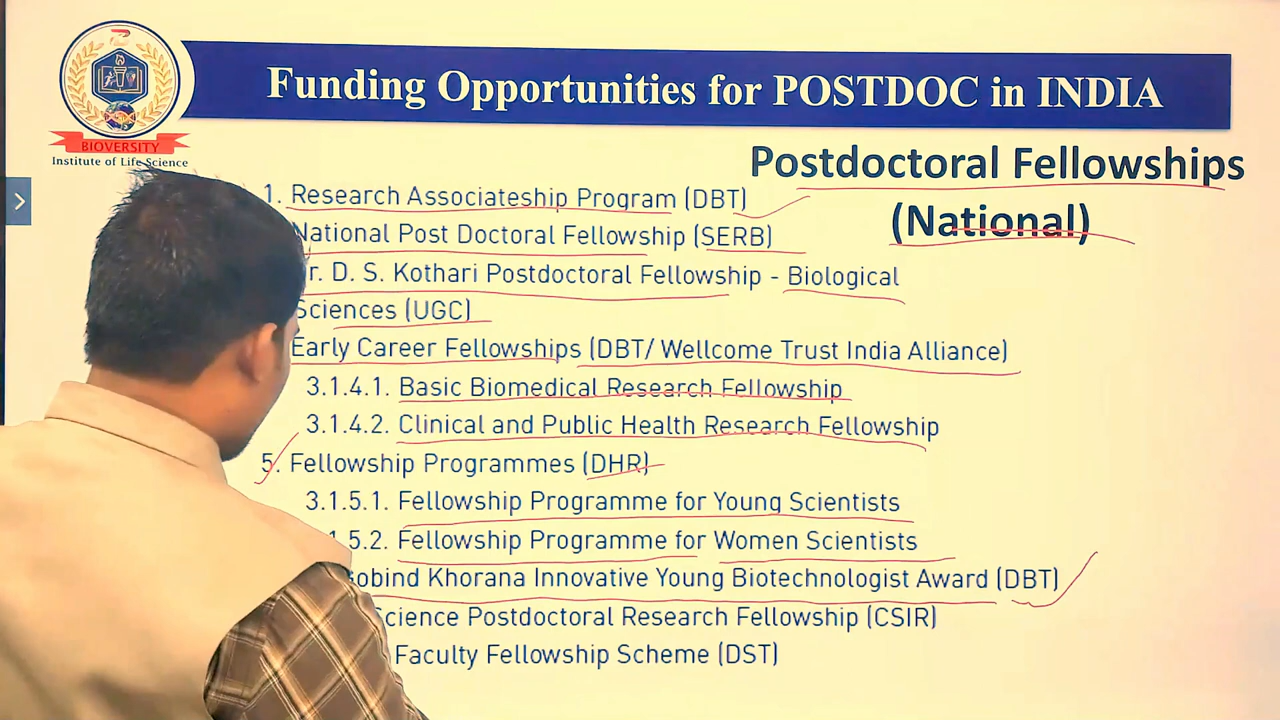 Funding Opportunities for POSTDOC in INDIA
BIOVERSITY
Institute of Life Science
Postdoctoral Fellowships
(National)
1. Research Associateship Program (DBT)
National Post Doctoral Fellowship (SERB)
D. S. Kothari Postdoctoral Fellowship - Biological
Sciences (UGC)
Early Career Fellowships (DBT/ Wellcome Trust India Alliance)
3.1.4.1. Basic Biomedical Research Fellowship
3.1.4.2. Clinical and Public Health Research Fellowship
5. Fellowship Programmes (DHR)
3.1.5.1. Fellowship Programme for Young Scientists
1.5.2. Fellowship Programme for Women Scientists
Khorana Innovative Young Biotechnologist Award (DBT)
Science Postdoctoral Research Fellowship (CSIR)
Faculty Fellowship Scheme (DST)